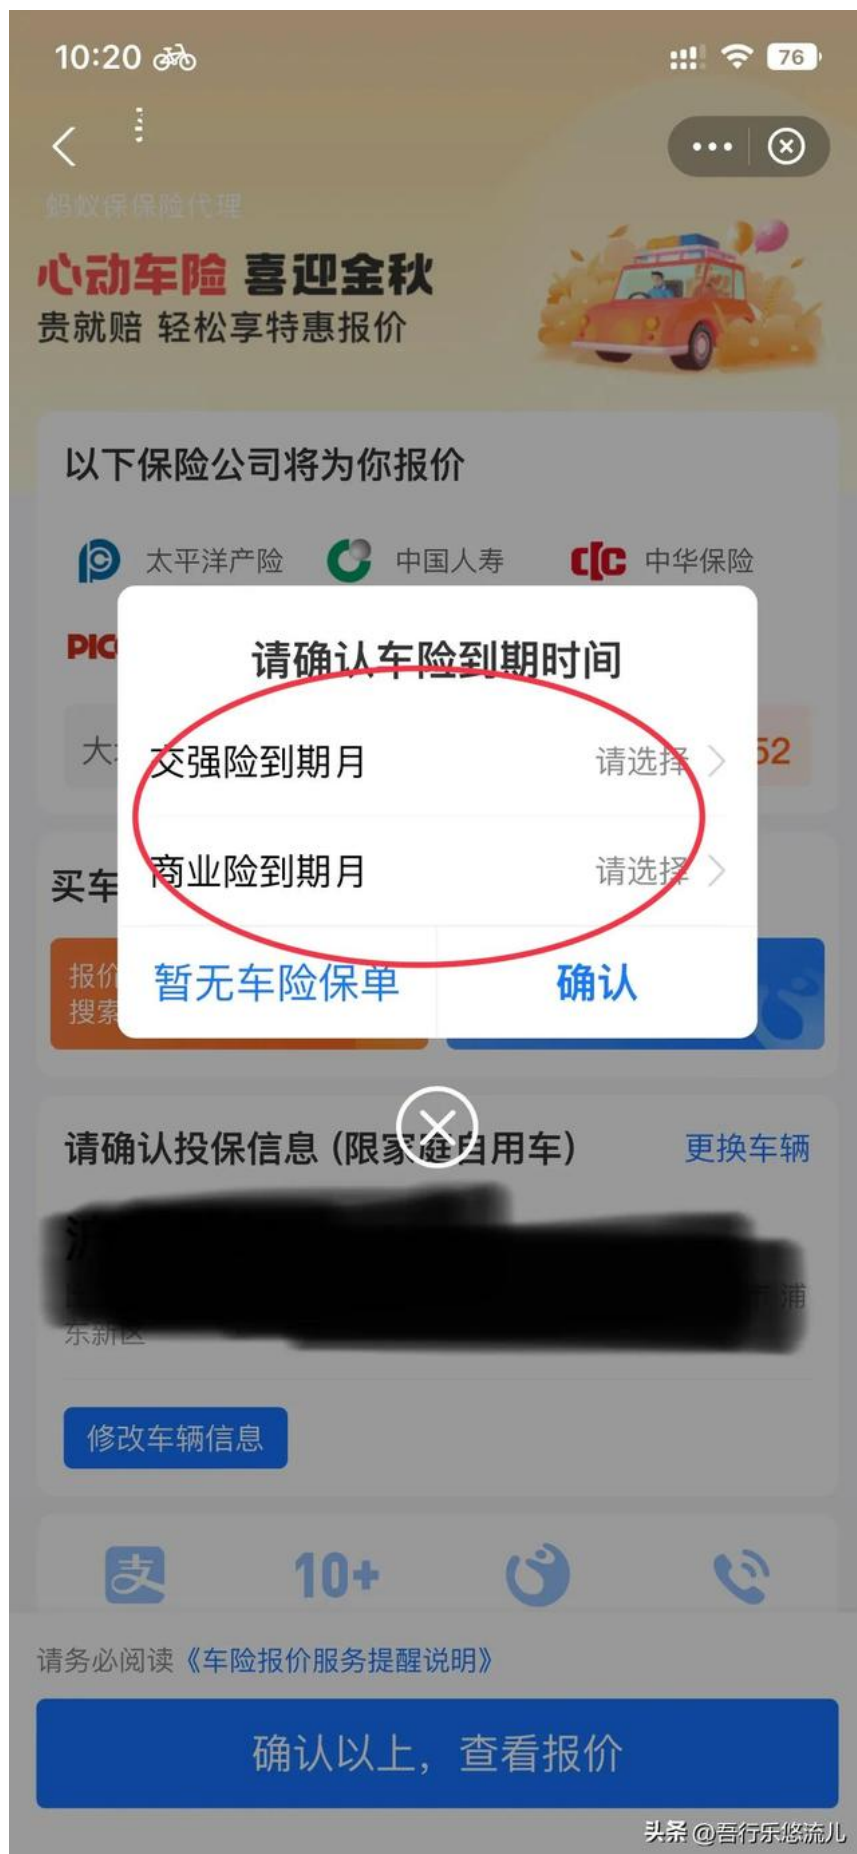 10:20
76
蚂蚁保保险代理
心动车险 喜迎金秋
贵就赔 轻松享特惠报价
以下保险公司将为你报价
太平洋产险
中国人寿
中华保险
PIC
请确认车险到期时间
大
52
交强险到期月 请选择
商业险到期月 请选择
买车
报价
搜索
暂无车险保单 确认
请确认投保信息 (限家庭自用车) 更换车辆
浦
东新区
修改车辆信息
支
10+
请务必阅读《车险报价服务提醒说明》
确认以上，查看报价
头条 @吾行乐悠流儿